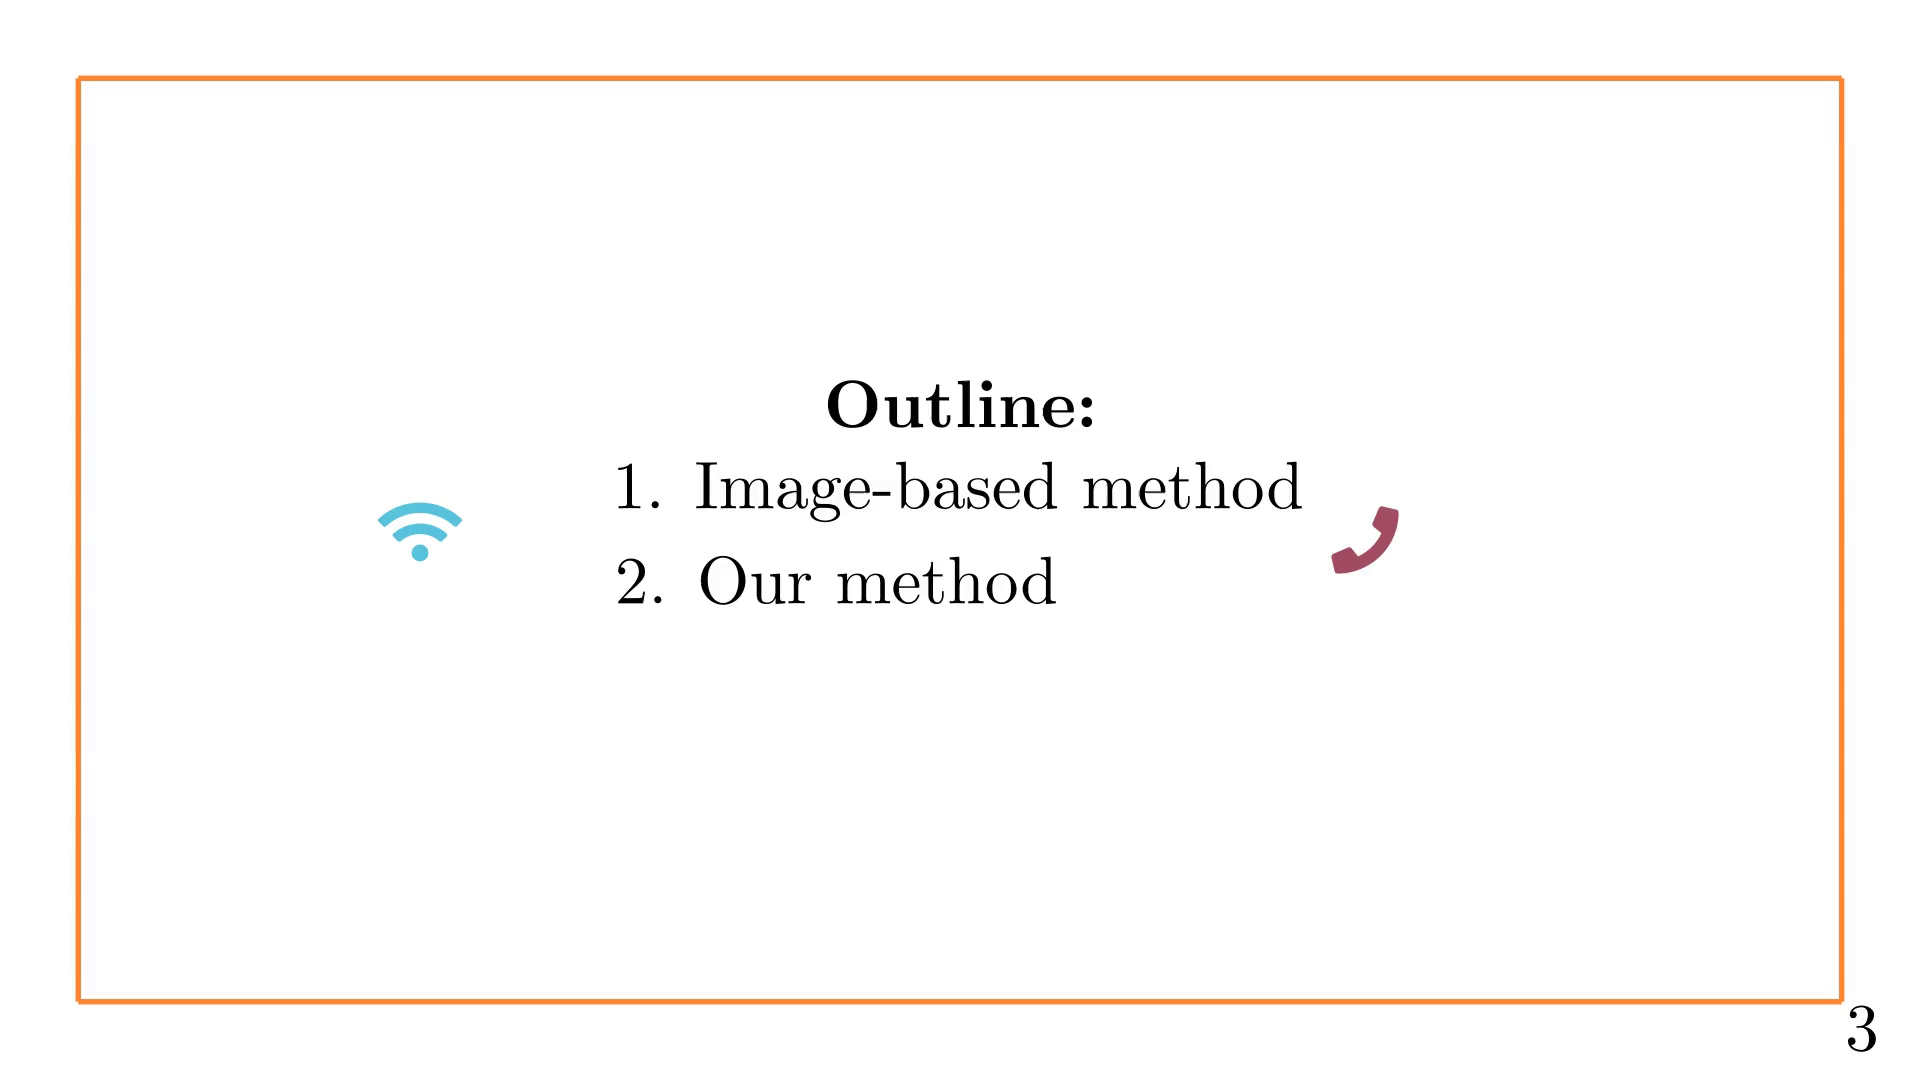 Outline:
1. Image-based method
2. Our method
3